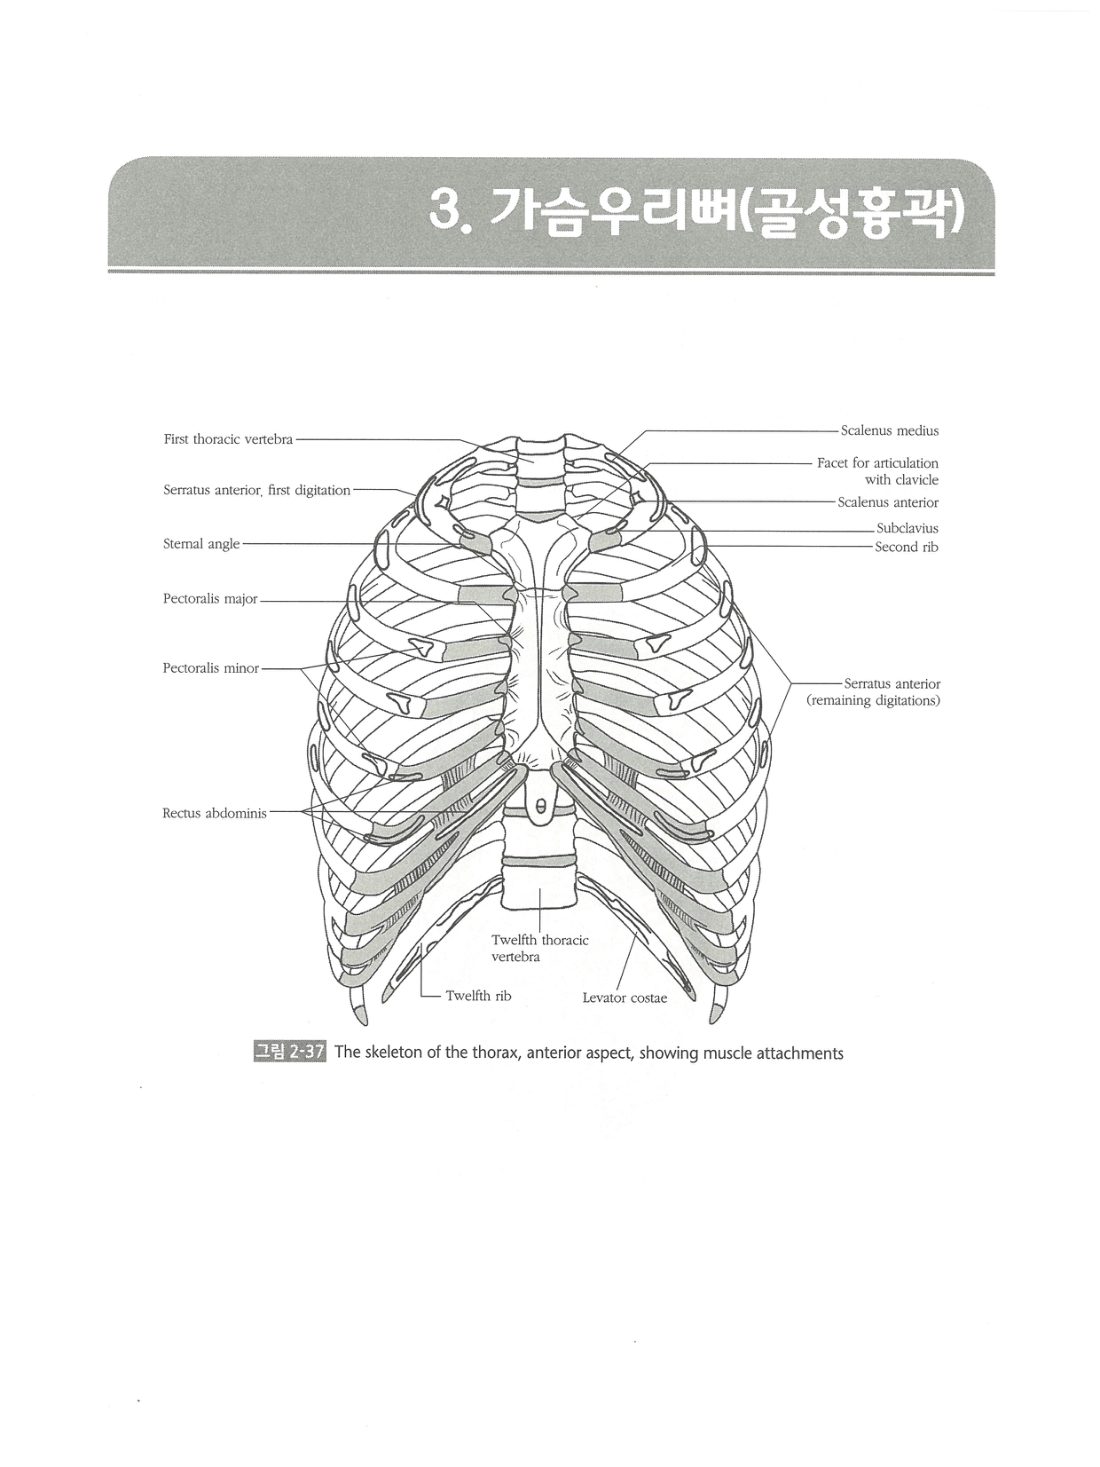 3. 가슴우리뼈(골성흉곽)
First thoracic vertebra
Serratus anterior, first digitation
Sternal angle
Pectoralis major
Pectoralis minor
Rectus abdominis
Scalenus medius
Facet for articulation
with clavicle
Scalenus anterior
Subclavius
Second rib
Serratus anterior
(remaining digitations)
Twelfth thoracic
vertebra
Twelfth rib
Levator costae
그림 2-37 The skeleton of the thorax, anterior aspect, showing muscle attachments